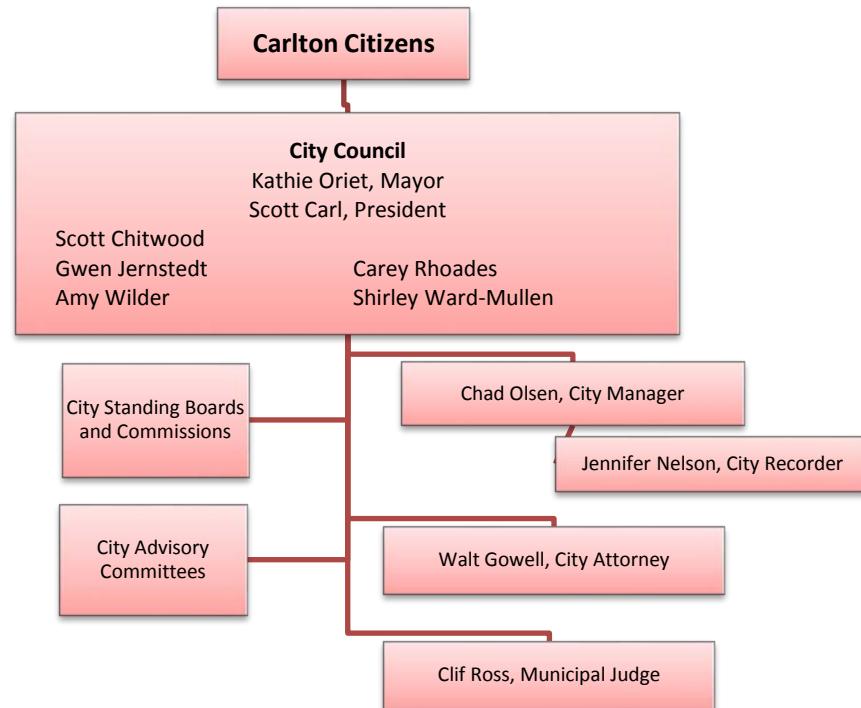 Carlton Citizens
City Council
Kathie Oriet, Mayor
Scott Carl, President
Scott Chitwood
Gwen Jernstedt Carey Rhoades
Amy Wilder Shirley Ward-Mullen
City Standing Boards
and Commissions
Chad Olsen, City Manager
Jennifer Nelson, City Recorder
City Advisory
Committees
Walt Gowell, City Attorney
Clif Ross, Municipal Judge